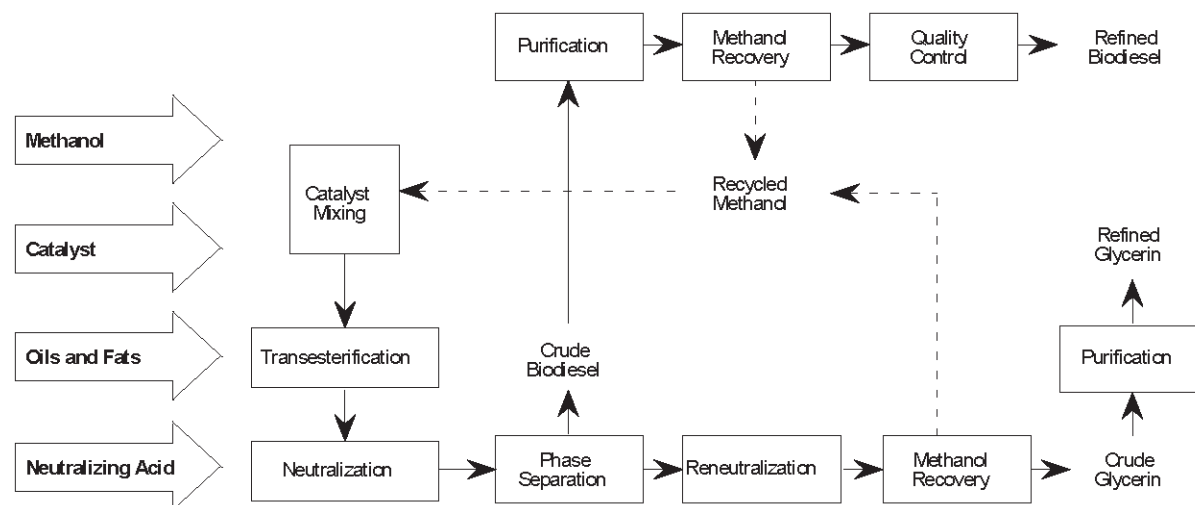 Purification
Methanol
Recovery
Quality
Control
Refined
Biodiesel
Methanol
Catalyst
Mixing
Recycled
Methanol
Catalyst
Refined
Glycerin
Oils and Fats
Transesterification
Crude
Biodiesel
Purification
Neutralizing Acid
Neutralization
Phase
Separation
Reneutralization
Methanol
Recovery
Crude
Glycerin